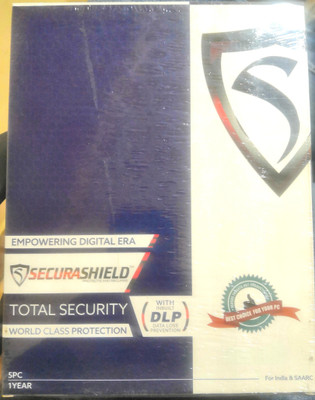 EMPOWERING DIGITAL ERA
SECURASHIELD
TOTAL SECURITY
WORLD CLASS PROTECTION
WITH
DLP
DATA LOSS
PREVENTION
BEST CHOICE FOR YOUR PC
5PC
1YEAR
For India & SAARC